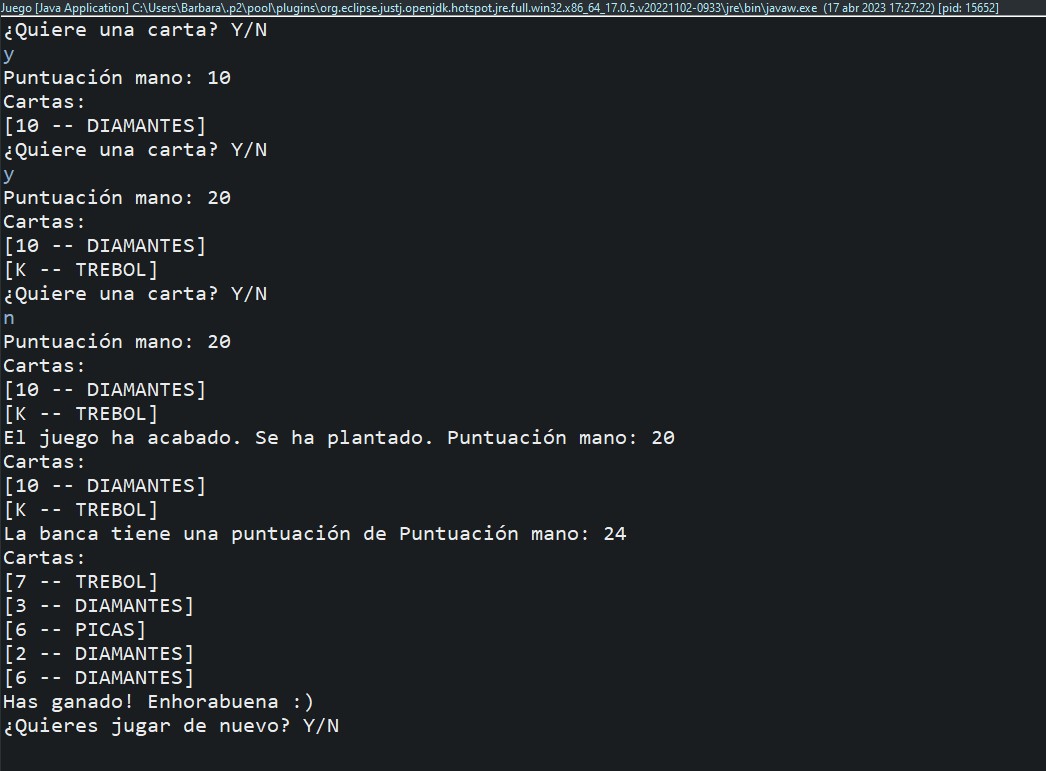 Juego [Java Application] C:\Users\Barbara\.p2\pool\plugins\org.eclipse.justj.openjdk.hotspot.jre.full.win32.x86_64_17.0.5.v20221102-0933\jre\bin\javaw.exe (17 abr 2023 17:27:22) [pid: 15652]
¿Quiere una carta? Y/N
y
Puntuación mano: 10
Cartas:
[10 -- DIAMANTES]
¿Quiere una carta? Y/N
y
Puntuación mano: 20
Cartas:
[10 -- DIAMANTES]
[K -- TREBOL]
¿Quiere una carta? Y/N
n
Puntuación mano: 20
Cartas:
[10 -- DIAMANTES]
[K -- TREBOL]
El juego ha acabado. Se ha plantado. Puntuación mano: 20
Cartas:
[10 -- DIAMANTES]
[K -- TREBOL]
La banca tiene una puntuación de Puntuación mano: 24
Cartas:
[7 -- TREBOL]
[3 -- DIAMANTES]
[6 -- PICAS]
[2 -- DIAMANTES]
[6 -- DIAMANTES]
Has ganado! Enhorabuena :)
¿Quieres jugar de nuevo? Y/N